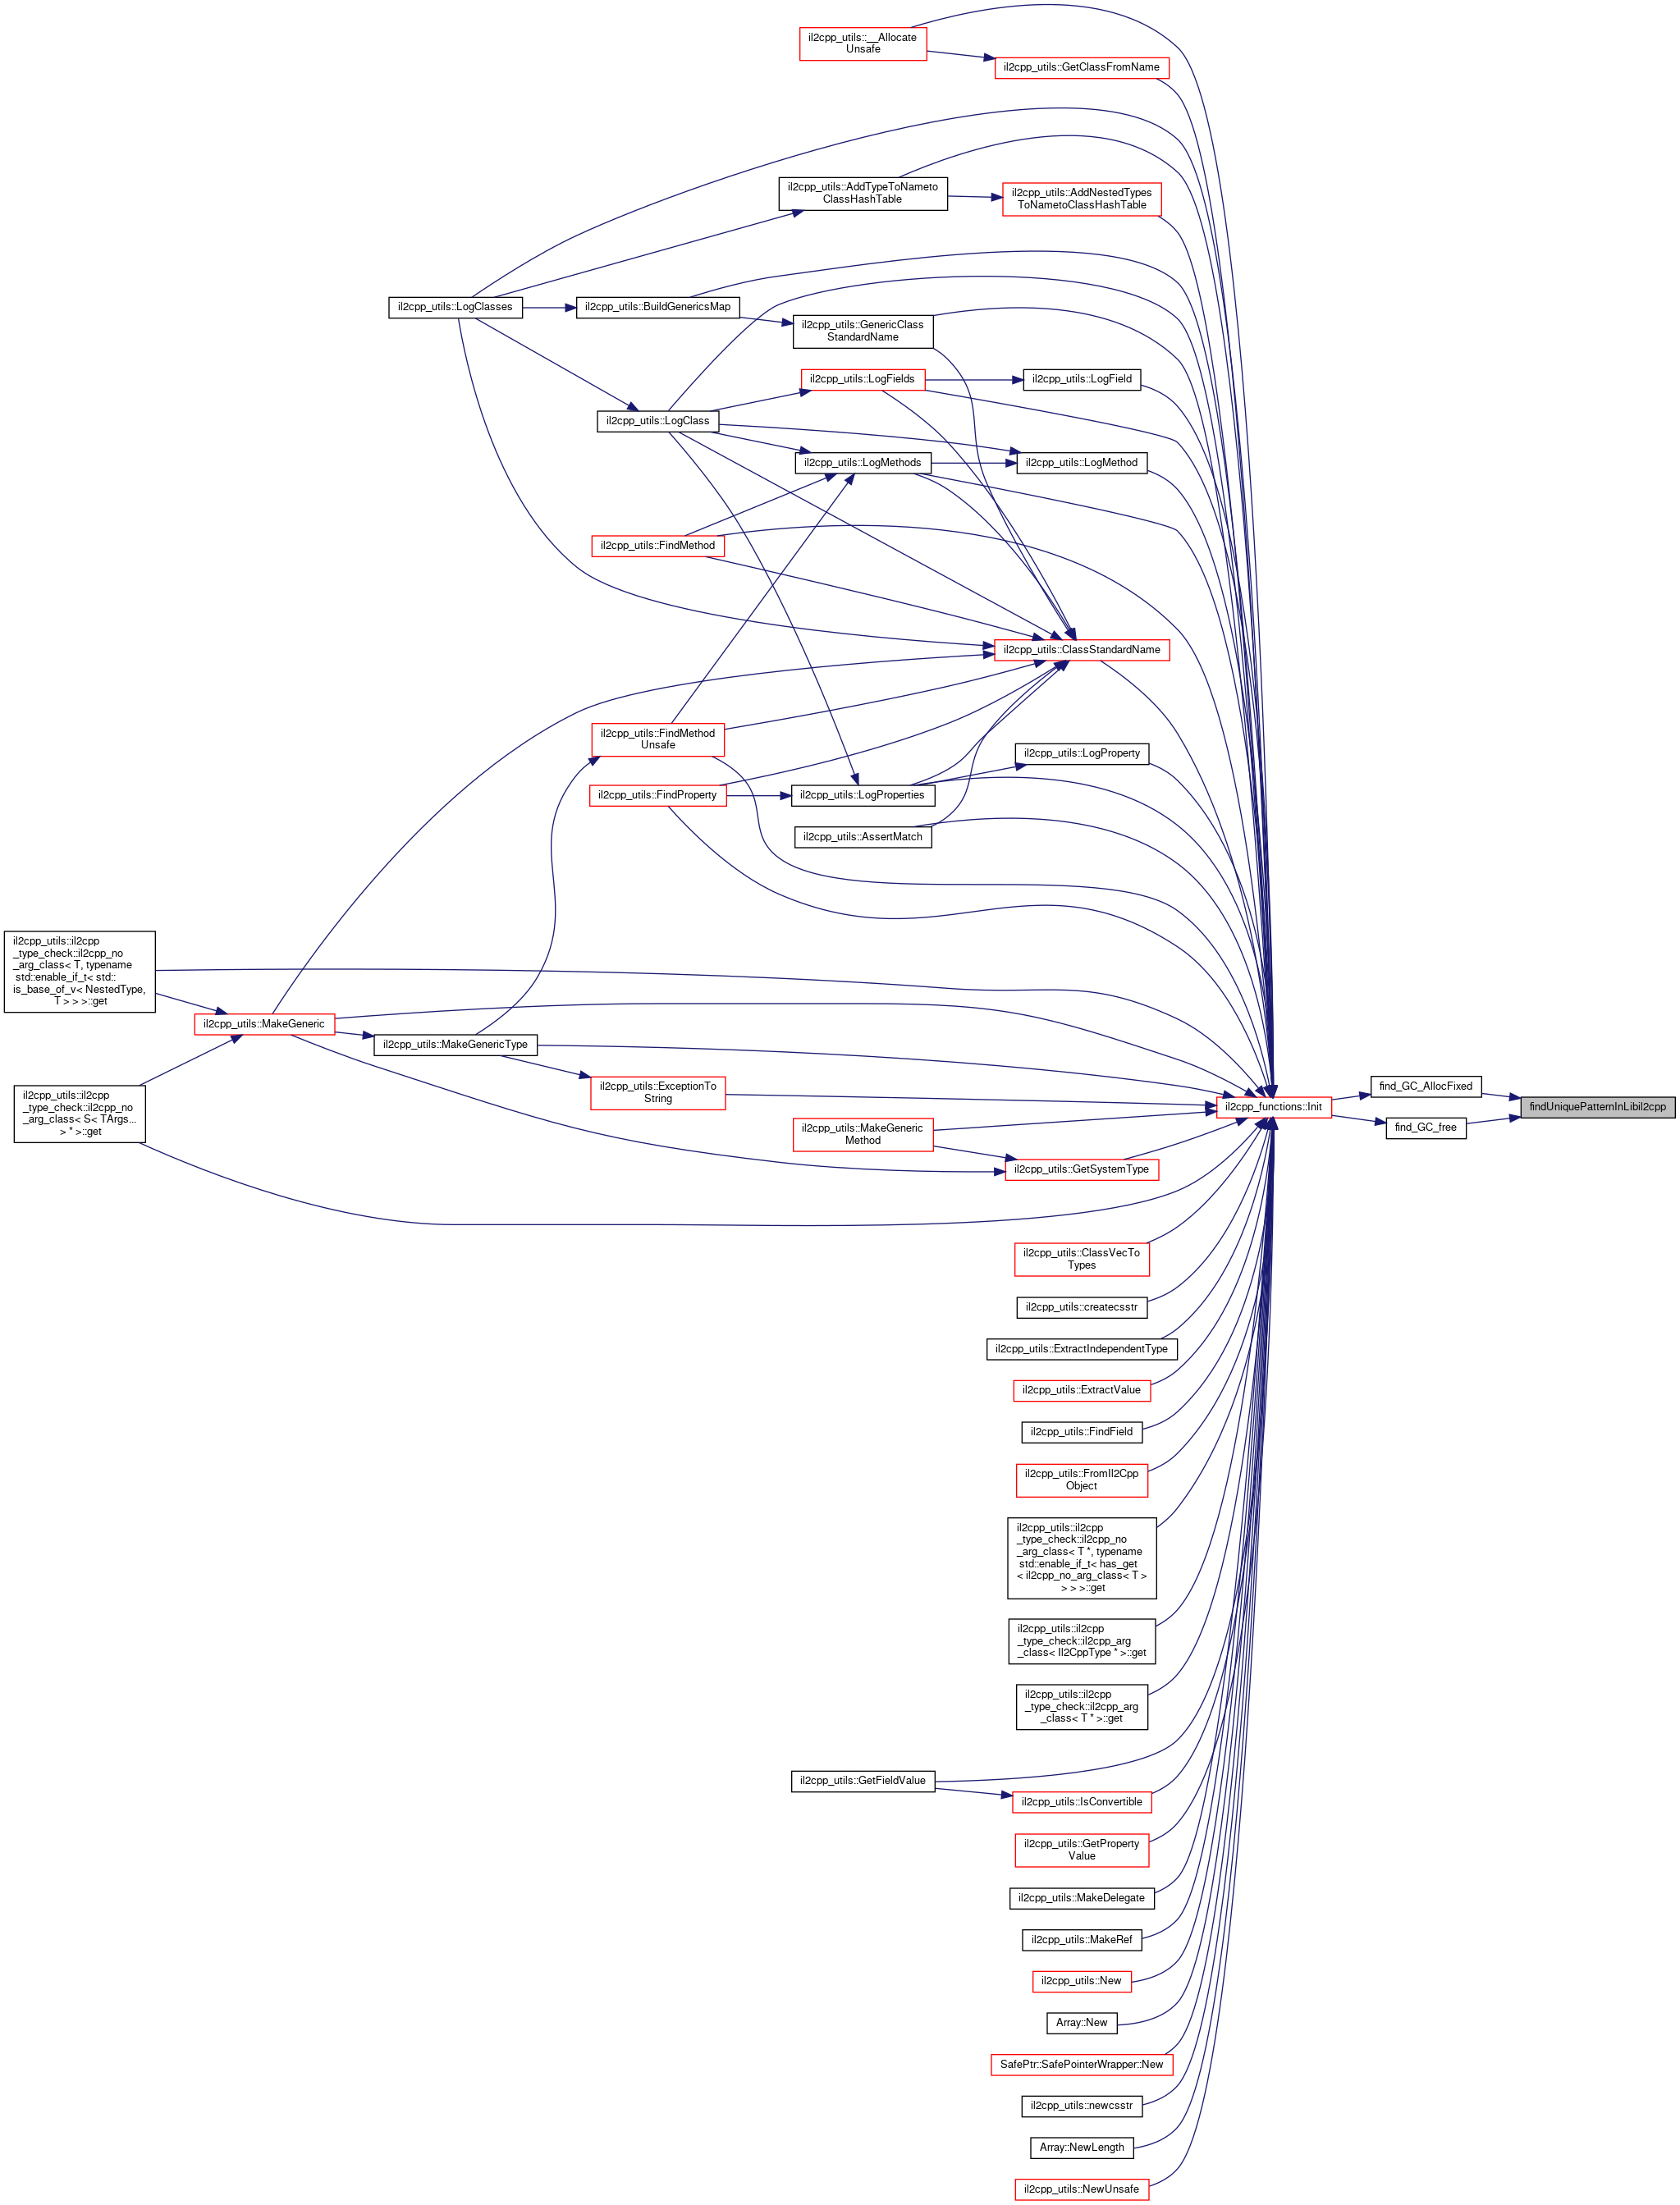 il2cpp_utils::__Allocate
Unsafe
il2cpp_utils::GetClassFromName
il2cpp_utils::AddTypeToNameto
ClassHashTable
il2cpp_utils::AddNestedTypes
ToNametoClassHashTable
il2cpp_utils::LogClasses
il2cpp_utils::BuildGenericsMap
il2cpp_utils::GenericClass
StandardName
il2cpp_utils::LogFields
il2cpp_utils::LogField
il2cpp_utils::LogClass
il2cpp_utils::LogMethods
il2cpp_utils::LogMethod
il2cpp_utils::FindMethod
il2cpp_utils::ClassStandardName
il2cpp_utils::FindMethod
Unsafe
il2cpp_utils::LogProperty
il2cpp_utils::FindProperty
il2cpp_utils::LogProperties
il2cpp_utils::AssertMatch
il2cpp_utils::il2cpp
_type_check::il2cpp_no
_arg_class< T, typename
std::enable_if_t< std::
is_base_of_v< NestedType,
T > > >::get
il2cpp_utils::MakeGeneric
il2cpp_utils::MakeGenericType
il2cpp_utils::il2cpp
_type_check::il2cpp_no
_arg_class< S< TArgs...
> * >::get
il2cpp_utils::ExceptionTo
String
il2cpp_functions::Init
find_GC_AllocFixed
findUniquePatternInLibil2cpp
find_GC_free
il2cpp_utils::MakeGeneric
Method
il2cpp_utils::GetSystemType
il2cpp_utils::ClassVecTo
Types
il2cpp_utils::createcsstr
il2cpp_utils::ExtractIndependentType
il2cpp_utils::ExtractValue
il2cpp_utils::FindField
il2cpp_utils::FromIl2Cpp
Object
il2cpp_utils::il2cpp
_type_check::il2cpp_no
_arg_class< T *, typename
std::enable_if_t< has_get
< il2cpp_no_arg_class< T >
> > >::get
il2cpp_utils::il2cpp
_type_check::il2cpp_arg
_class< Il2CppType * >::get
il2cpp_utils::il2cpp
_type_check::il2cpp_arg
_class< T * >::get
il2cpp_utils::GetFieldValue
il2cpp_utils::IsConvertible
il2cpp_utils::GetProperty
Value
il2cpp_utils::MakeDelegate
il2cpp_utils::MakeRef
il2cpp_utils::New
Array::New
SafePtr::SafePointerWrapper::New
il2cpp_utils::newcsstr
Array::NewLength
il2cpp_utils::NewUnsafe